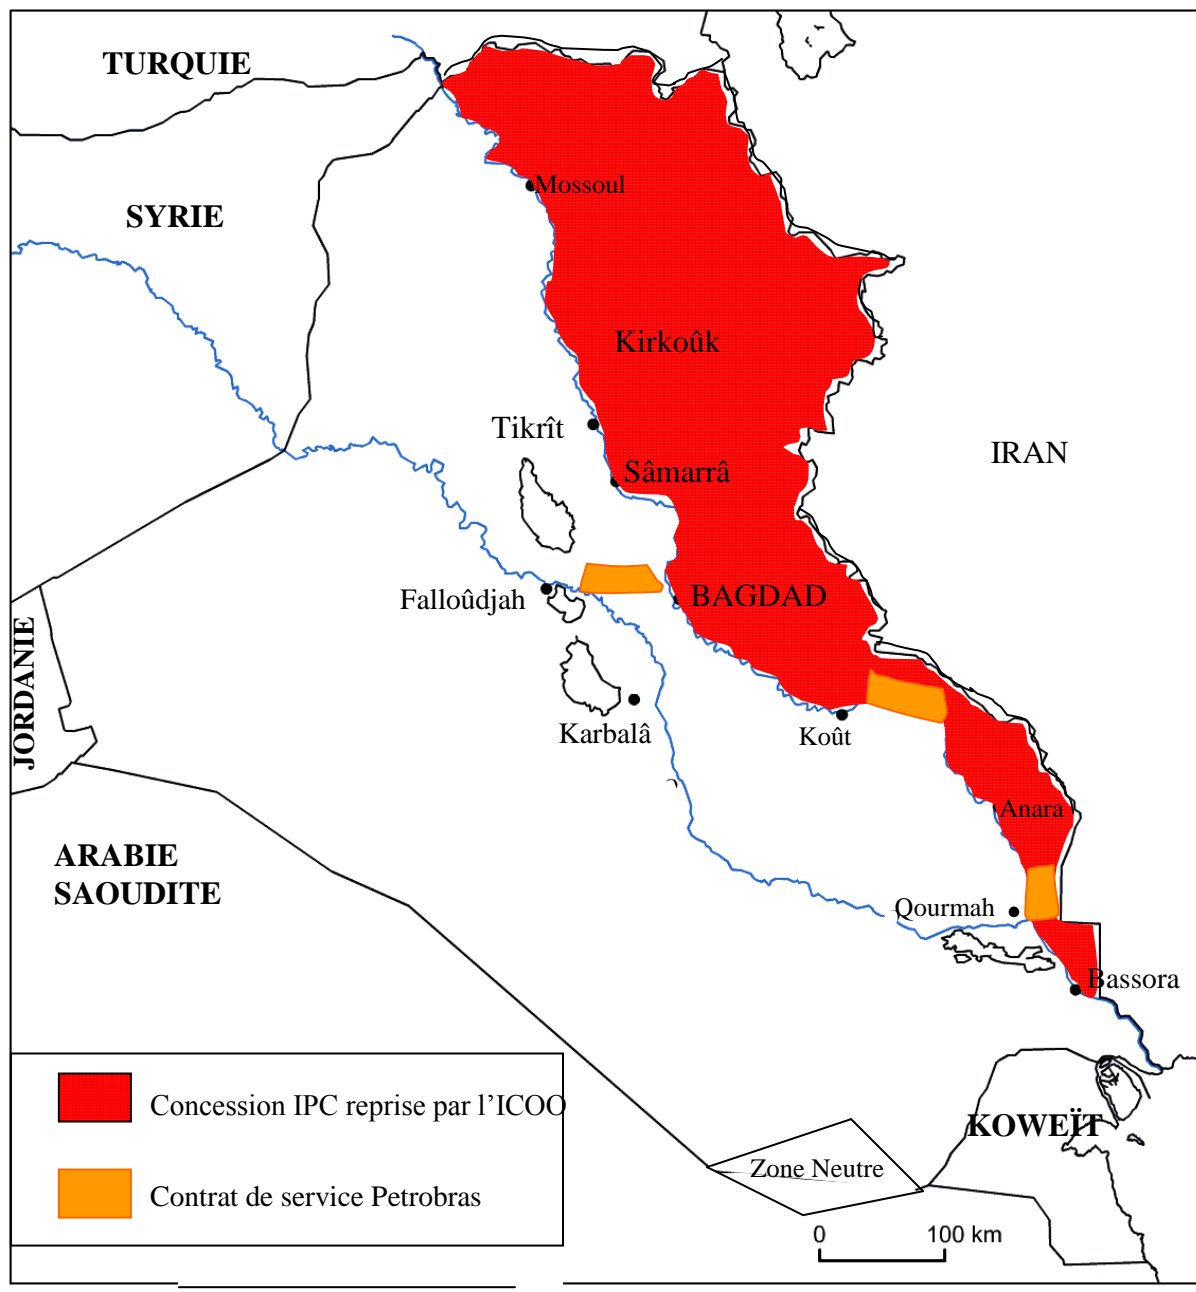 TURQUIE
Mossoul
SYRIE
Kirkoûk
Tikrît
IRAN
Sâmarrâ
BAGDAD
Falloûdjah
JORDANIE
Karbalâ
Koût
Anara
ARABIE
SAOUDITE
Qourmah
Bassora
Concession IPC reprise par l'ICOO
KOWEÏT
Zone Neutre
Contrat de service Petrobras
0 100 km